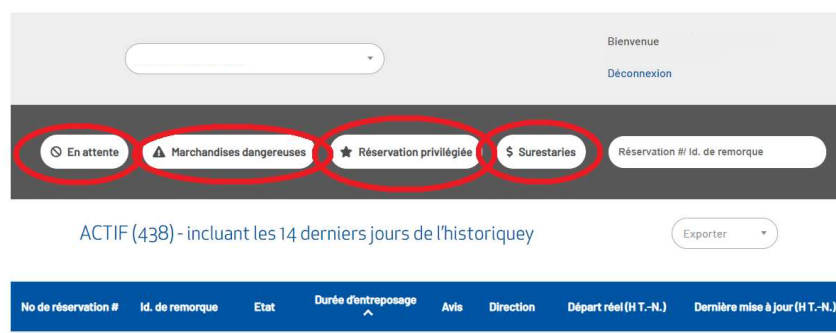 Bienvenue
Déconnexion
En attente
Marchandises dangereuses
Réservation privilégiée
$ Surestaries
Réservation #/ Id. de remorque
ACTIF (438) - incluant les 14 derniers jours de l'historiquey
Exporter
No de réservation # Id. de remorque Etat Durée d'entreposage Avis Direction Départ réel (H T.-N.) Dernière mise à jour (H T.-N.)